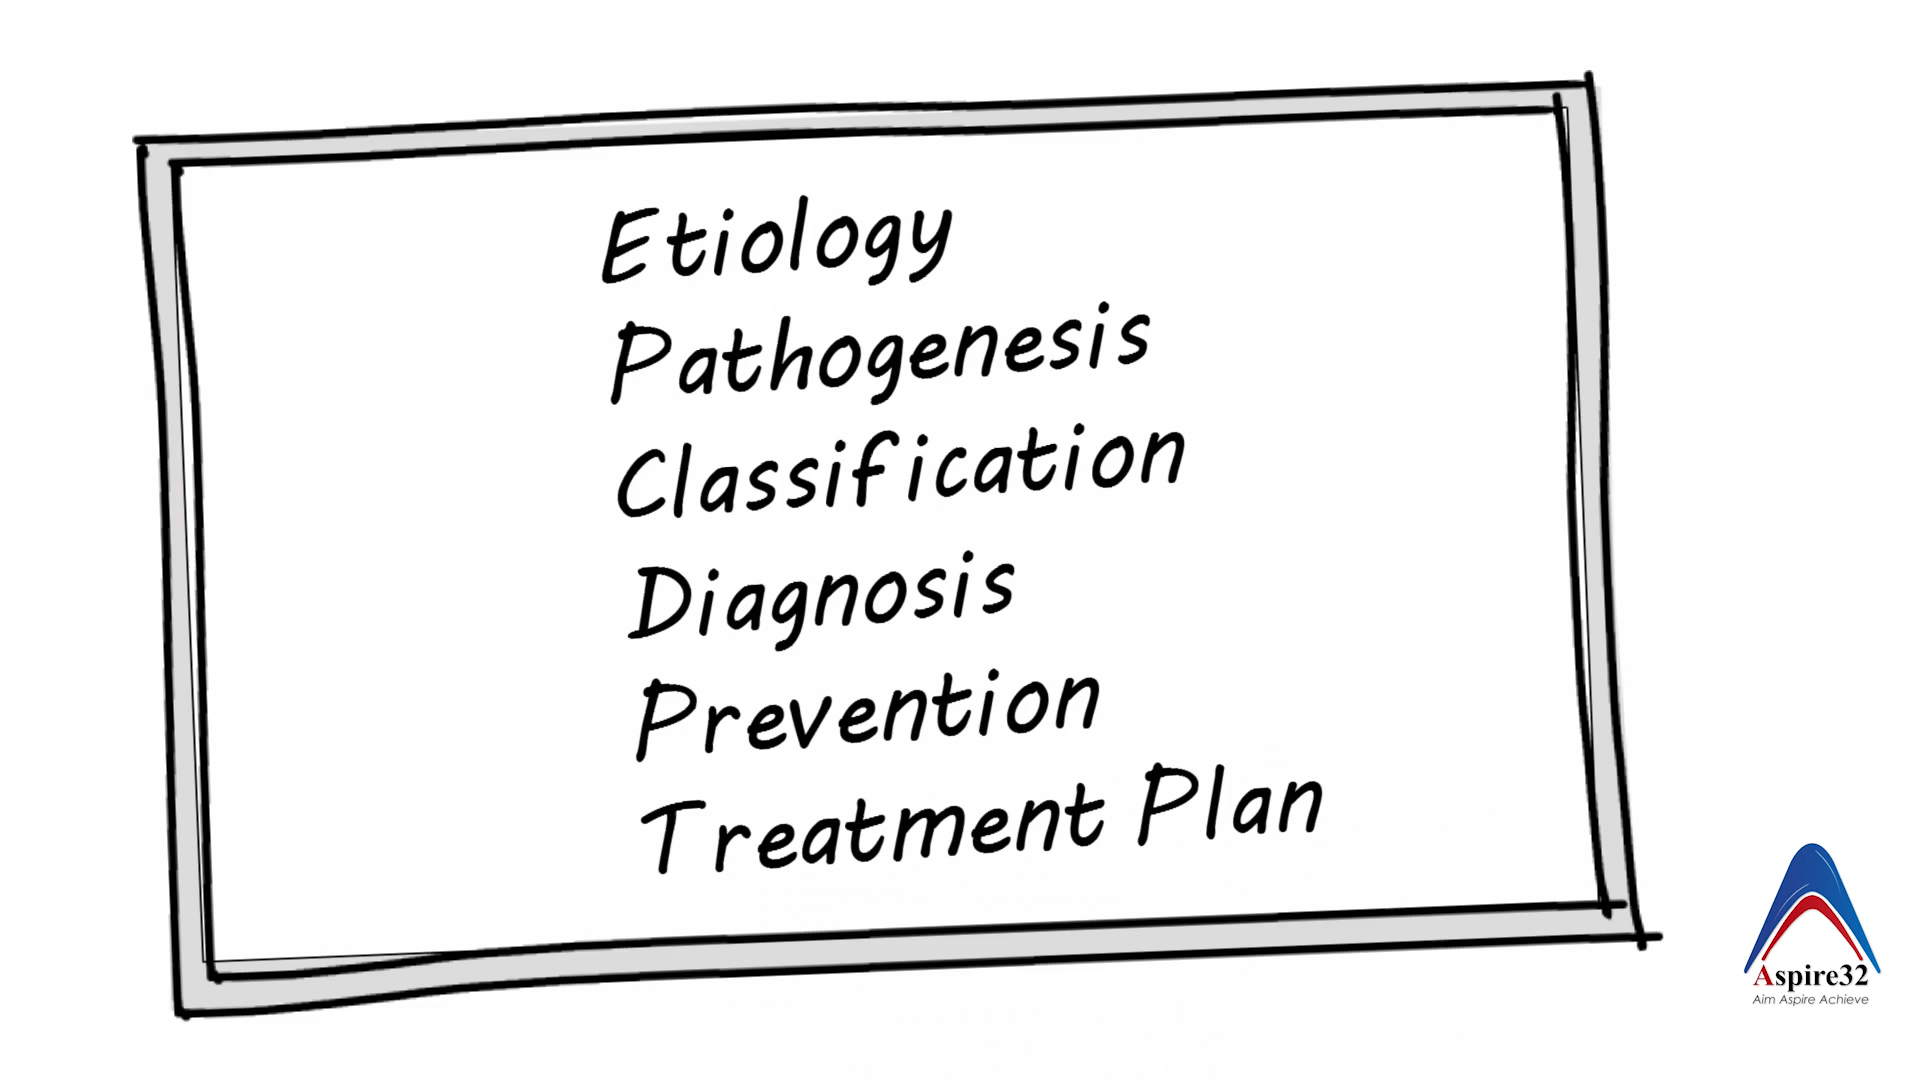 Etiology
Pathogenesis
Classification
Diagnosis
Prevention
Treatment Plan
Aspire32
Aim Aspire Achieve